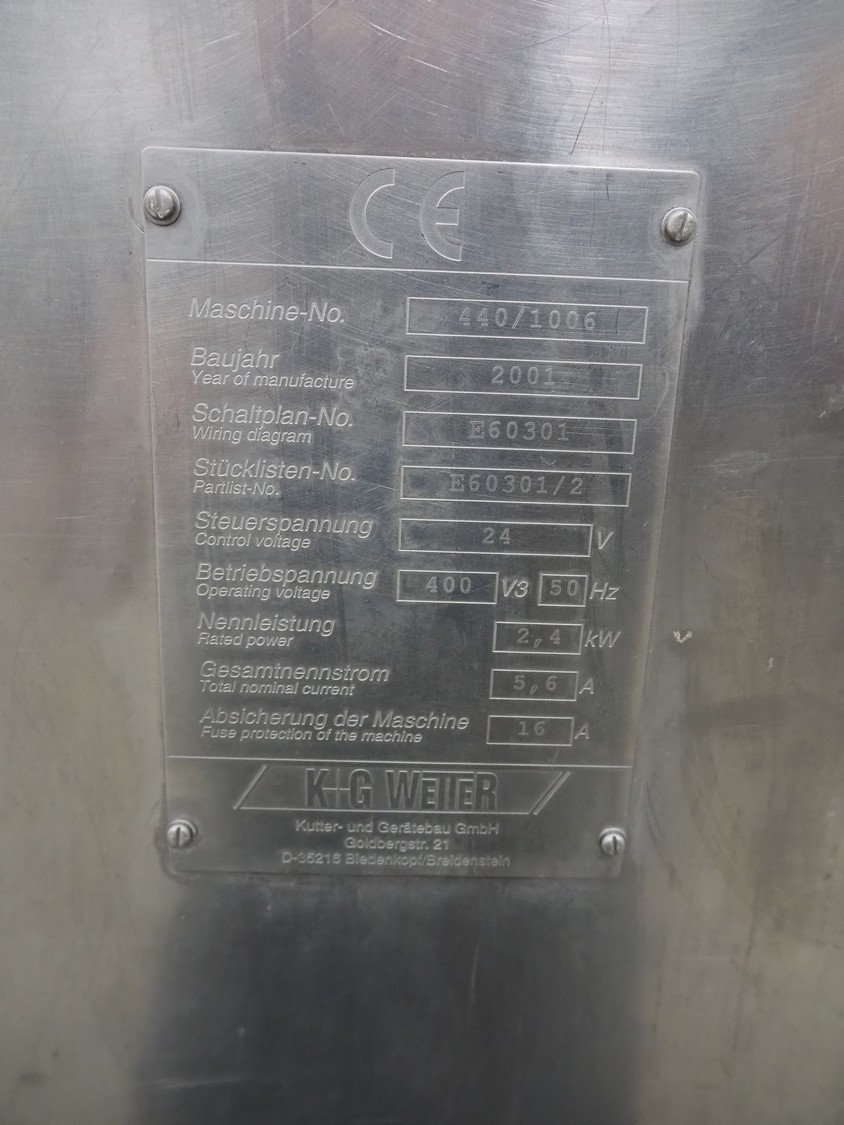 CE
Maschine-No. 440/1006
Baujahr 2001
Year of manufacture
Schaltplan-No. E60301
Wiring diagram
Stücklisten-No. E60301/2
Partlist-No.
Steuerspannung 24 V
Control voltage
Betriebspannung 400 V3 50 Hz
Operating voltage
Nennleistung 2,4 kW
Rated power
Gesamtnennstrom 5,6 A
Total nominal current
Absicherung der Maschine 16 A
Fuse protection of the machine
K+G WETTER
Kutter- und Gerätebau GmbH
Goldbergstr. 21
D-35216 Biedenkopf/Breidenstein